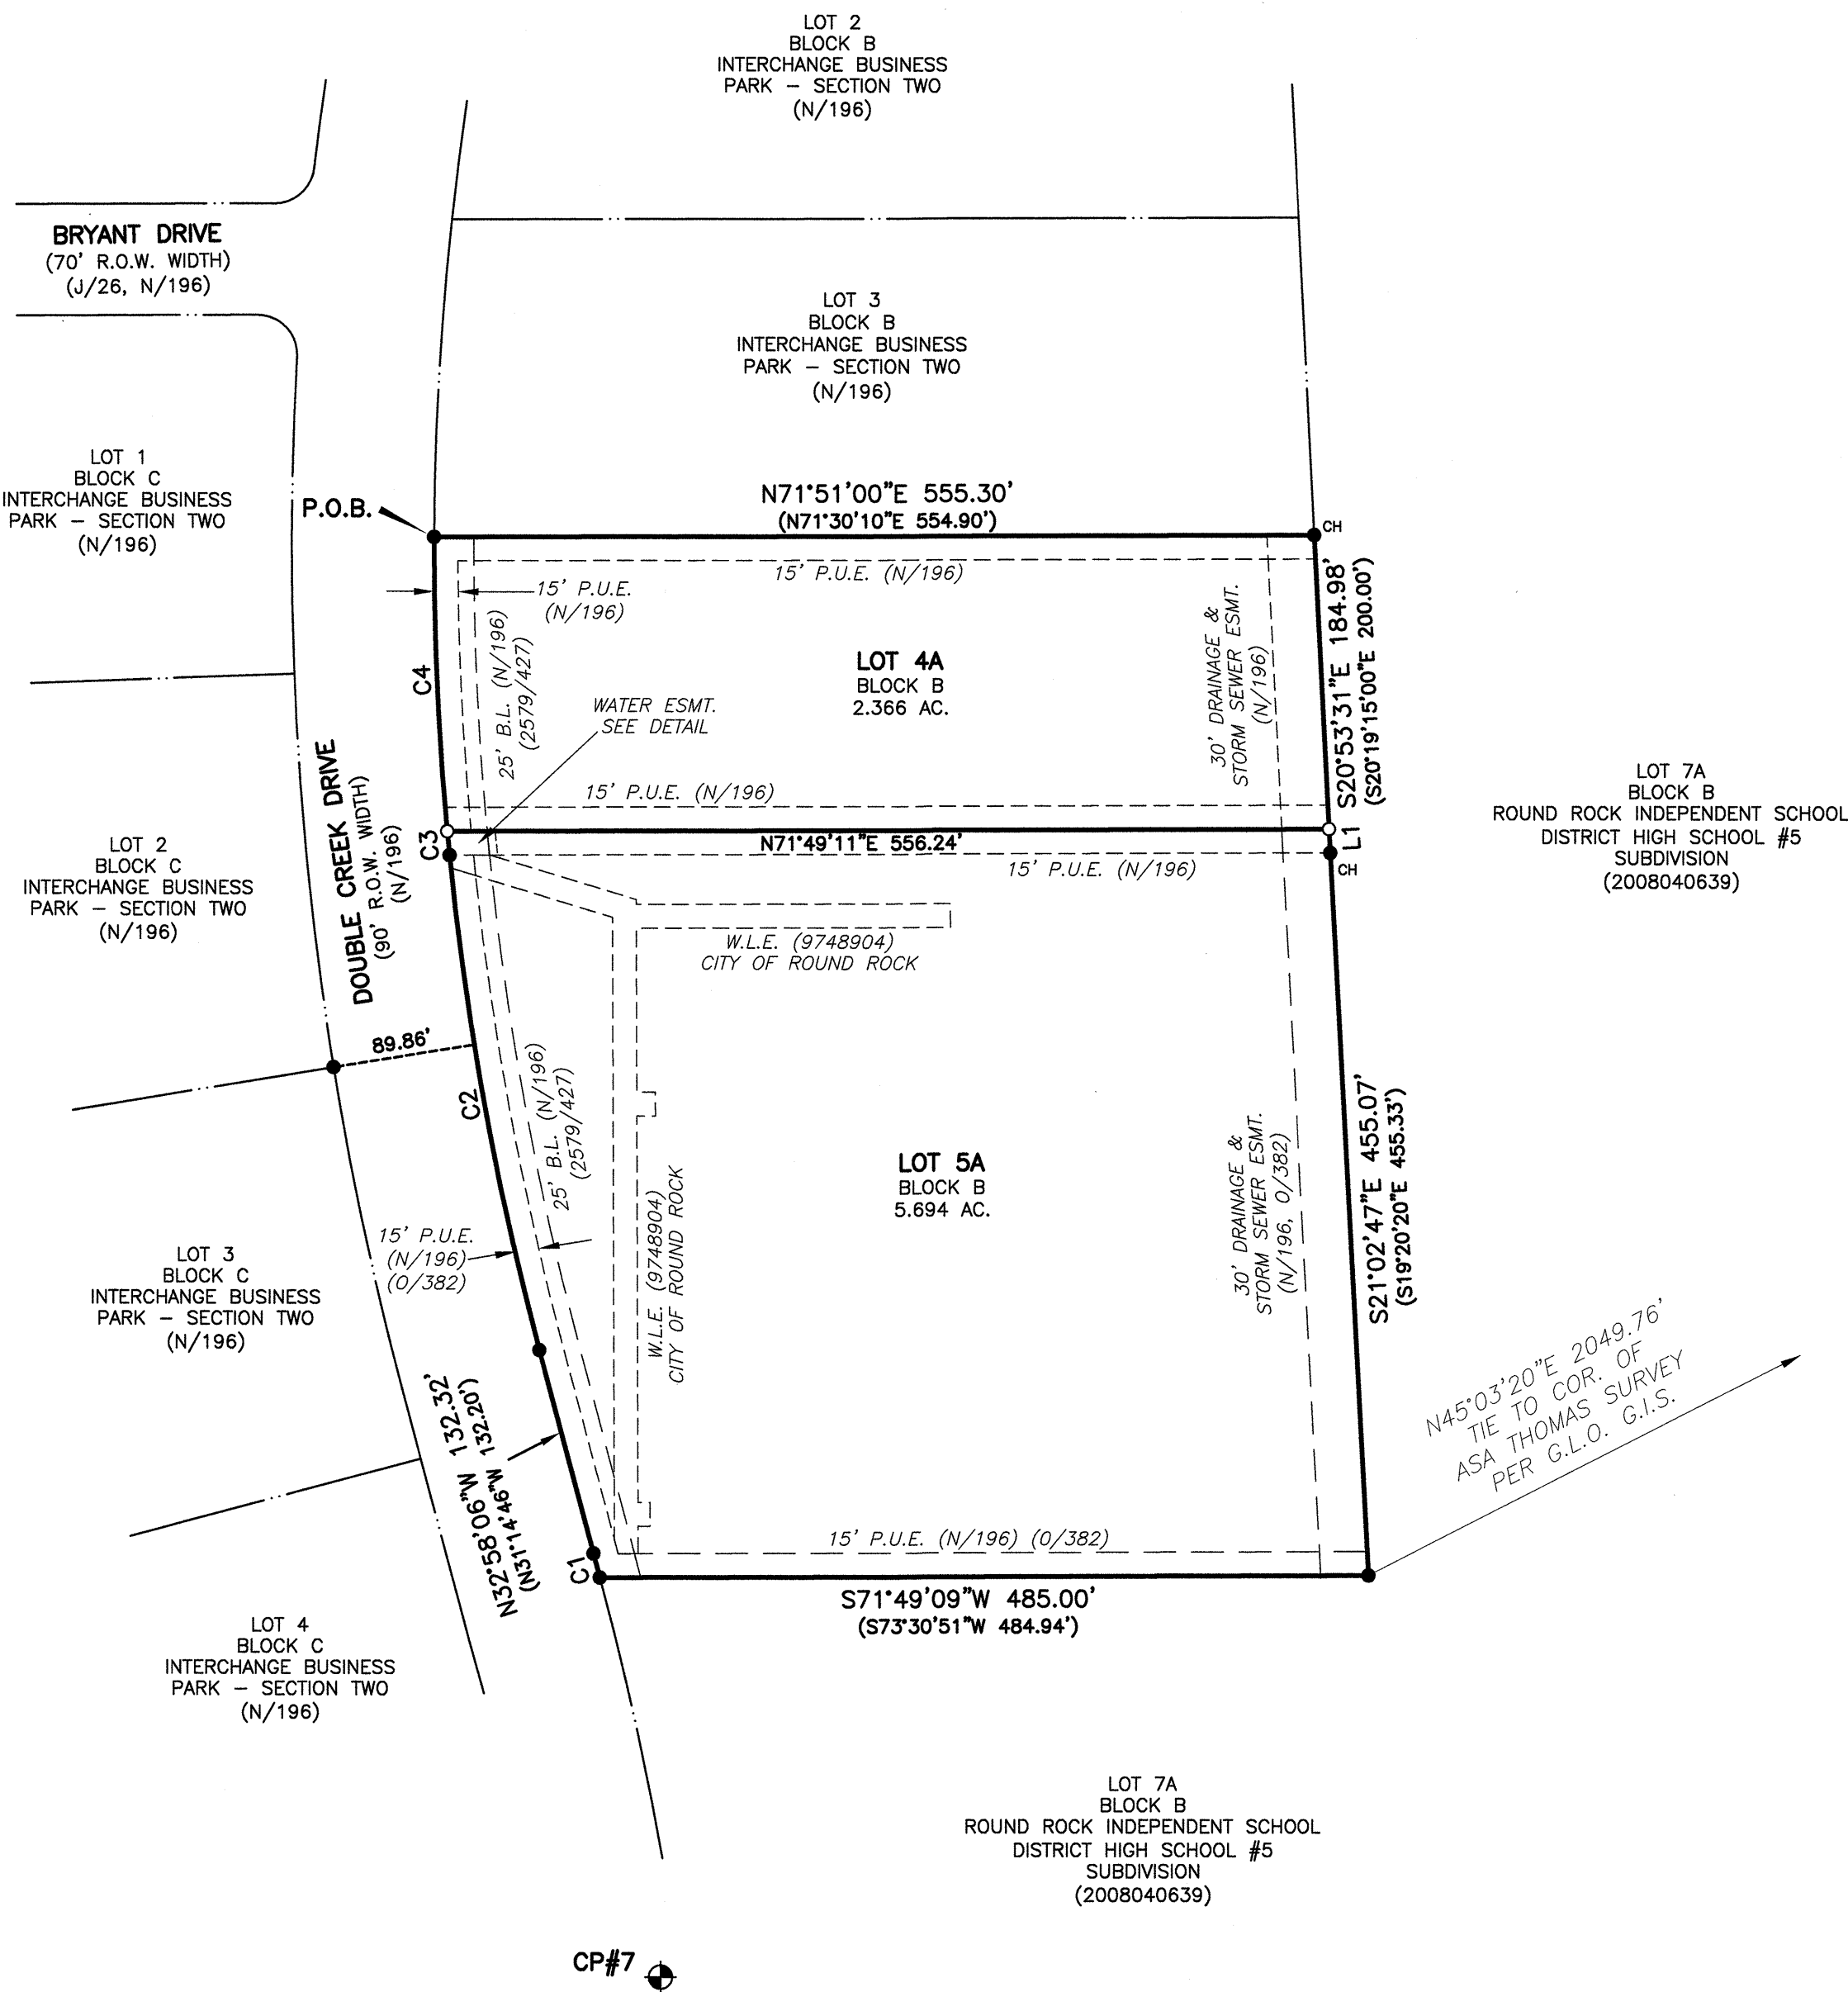 LOT 2
BLOCK B
INTERCHANGE BUSINESS
PARK – SECTION TWO
(N/196)
BRYANT DRIVE
(70' R.O.W. WIDTH)
(J/26, N/196)
LOT 3
BLOCK B
INTERCHANGE BUSINESS
PARK – SECTION TWO
(N/196)
LOT 1
BLOCK C
INTERCHANGE BUSINESS
PARK – SECTION TWO
(N/196)
P.O.B.
N71°51'00"E 555.30'
(N71°30'10"E 554.90')
CH
15' P.U.E. (N/196)
15' P.U.E.
(N/196)
25' B.L. (N/196)
(2579/427)
C4
LOT 4A
BLOCK B
2.366 AC.
30' DRAINAGE &
STORM SEWER ESMT.
(N/196)
S20°53'31"E 184.98'
(S20°19'15'00"E 200.00')
WATER ESMT.
SEE DETAIL
15' P.U.E. (N/196)
DOUBLE CREEK DRIVE
(90' R.O.W. WIDTH)
(N/196)
C3
N71°49'11"E 556.24'
L1
15' P.U.E. (N/196)
CH
LOT 7A
BLOCK B
ROUND ROCK INDEPENDENT SCHOOL
DISTRICT HIGH SCHOOL #5
SUBDIVISION
(2008040639)
LOT 2
BLOCK C
INTERCHANGE BUSINESS
PARK – SECTION TWO
(N/196)
W.L.E. (9748904)
CITY OF ROUND ROCK
89.86'
C2
25' B.L. (N/196)
(2579/427)
LOT 5A
BLOCK B
5.694 AC.
30' DRAINAGE &
STORM SEWER ESMT.
(N/196, O/382)
S21°02'47"E 455.07'
(S19°20'20"E 455.33')
W.L.E. (9748904)
CITY OF ROUND ROCK
15' P.U.E.
(N/196)
(O/382)
LOT 3
BLOCK C
INTERCHANGE BUSINESS
PARK – SECTION TWO
(N/196)
N45°03'20"E 2049.76'
TIE TO COR. OF
ASA THOMAS SURVEY
PER G.L.O. G.I.S.
N32°58'06"W 132.32'
(N31°14'46"W 132.20')
C1
15' P.U.E. (N/196) (O/382)
S71°49'09"W 485.00'
(S73°30'51"W 484.94')
LOT 4
BLOCK C
INTERCHANGE BUSINESS
PARK – SECTION TWO
(N/196)
LOT 7A
BLOCK B
ROUND ROCK INDEPENDENT SCHOOL
DISTRICT HIGH SCHOOL #5
SUBDIVISION
(2008040639)
CP#7